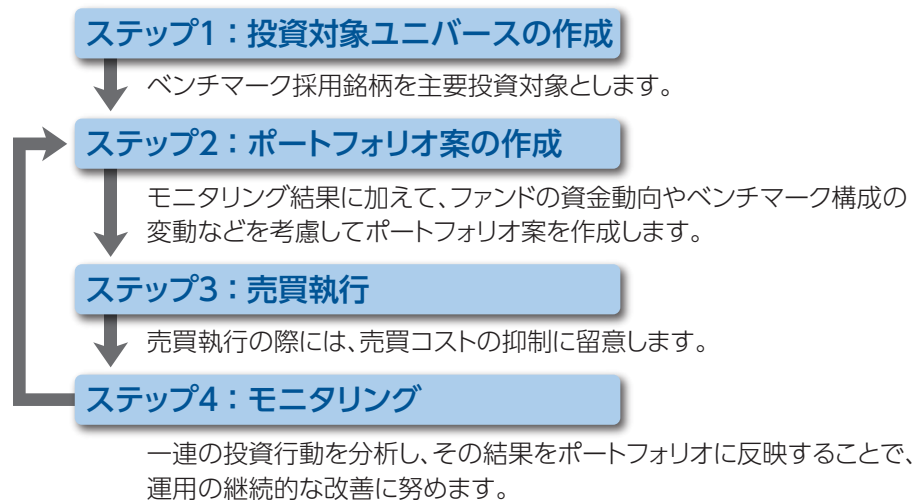 ステップ1：投資対象ユニバースの作成
ベンチマーク採用銘柄を主要投資対象とします。
ステップ2：ポートフォリオ案の作成
モニタリング結果に加えて、ファンドの資金動向やベンチマーク構成の
変動などを考慮してポートフォリオ案を作成します。
ステップ3：売買執行
売買執行の際には、売買コストの抑制に留意します。
ステップ4：モニタリング
一連の投資行動を分析し、その結果をポートフォリオに反映することで、
運用の継続的な改善に努めます。